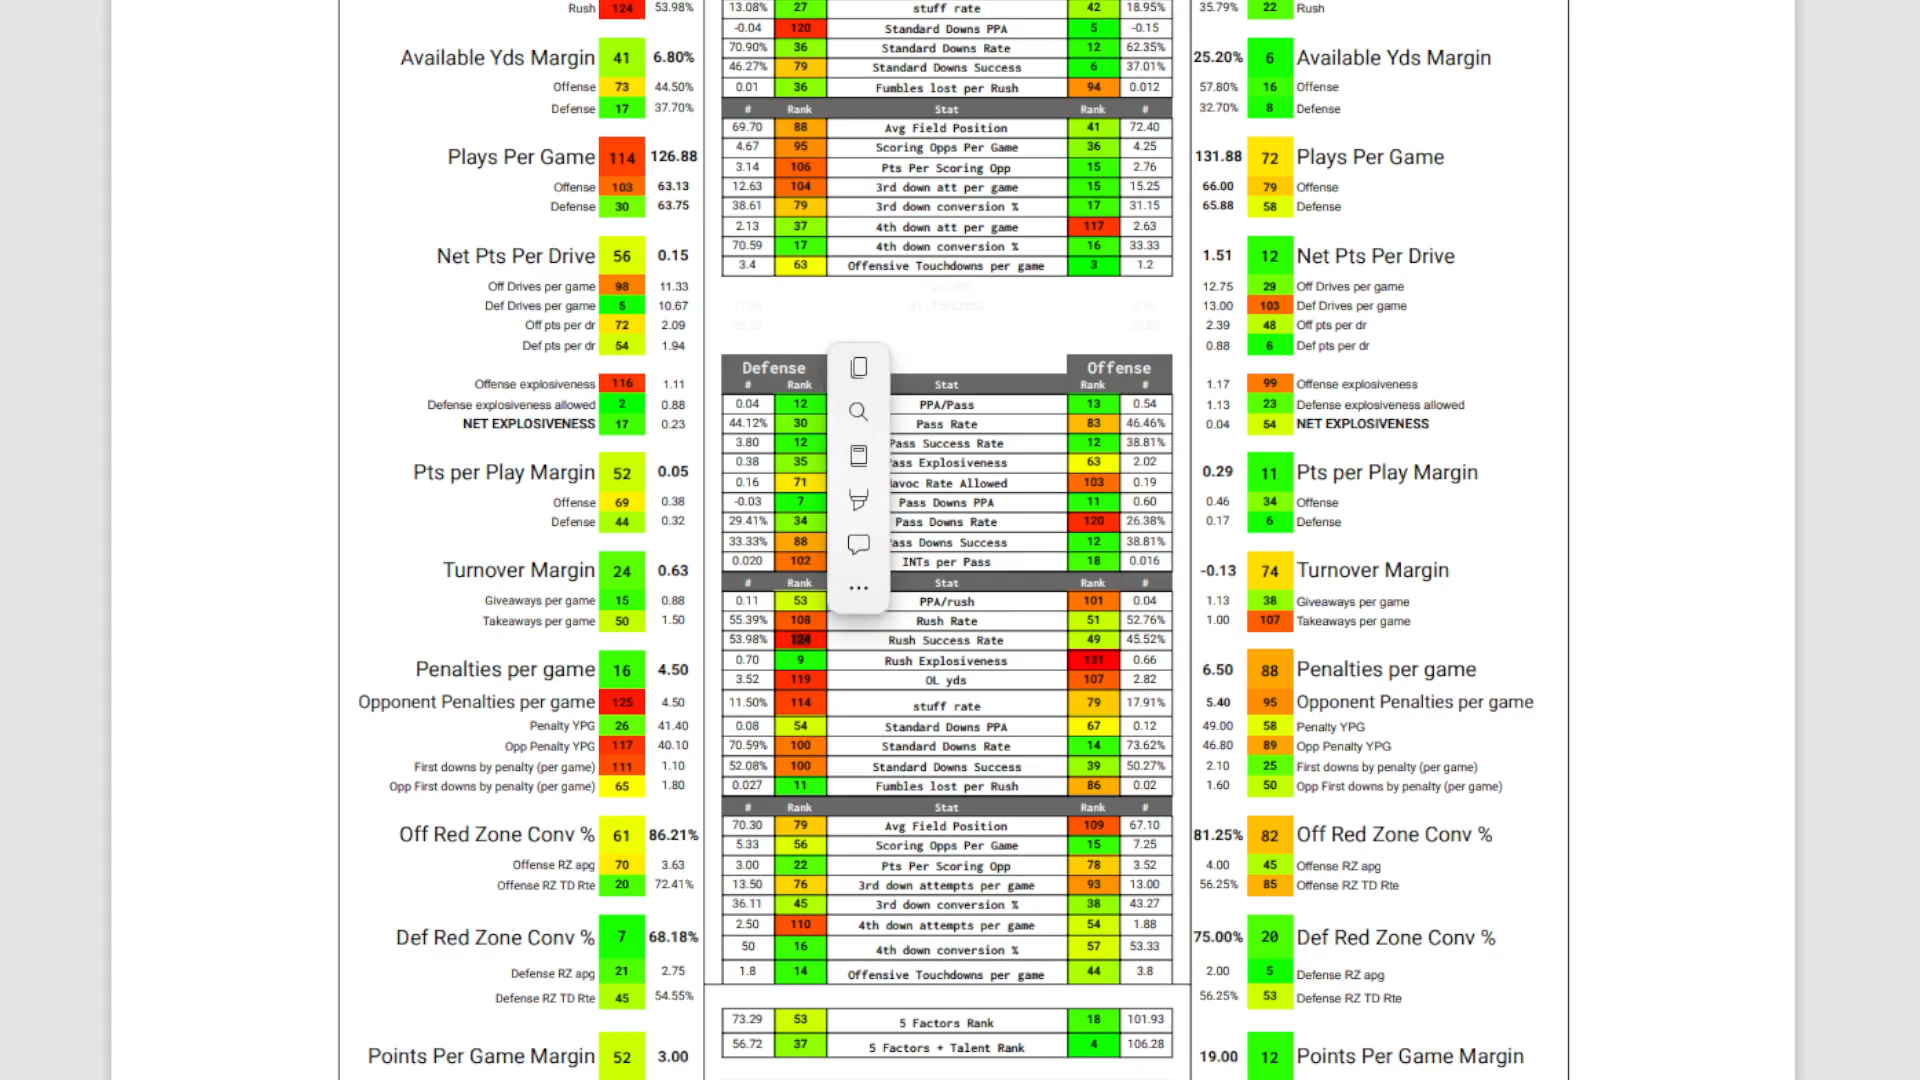 Rush 124 53.98% 13.08% 27 stuff rate 42 18.95% 35.79% 22 Rush
-0.04 120 Standard Downs PPA 5 -0.15
Available Yds Margin 41 6.80% 70.90% 36 Standard Downs Rate 12 62.35% 25.20% 6 Available Yds Margin
46.27% 79 Standard Downs Success 6 37.01%
Offense 73 44.50% 0.01 36 Fumbles lost per Rush 94 0.012 57.80% 16 Offense
Defense 17 37.70% # Rank Stat Rank # 32.70% 8 Defense
69.70 88 Avg Field Position 41 72.40
4.67 95 Scoring Opps Per Game 36 4.25
Plays Per Game 114 126.88 3.14 106 Pts Per Scoring Opp 15 2.76 131.88 72 Plays Per Game
Offense 103 63.13 12.63 104 3rd down att per game 15 15.25 66.00 79 Offense
Defense 30 63.75 38.61 79 3rd down conversion % 17 31.15 65.88 58 Defense
2.13 37 4th down att per game 117 2.63
70.59 17 4th down conversion % 16 33.33
Net Pts Per Drive 56 0.15 3.4 63 Offensive Touchdowns per game 3 1.2 1.51 12 Net Pts Per Drive
Off Drives per game 98 11.33 12.75 29 Off Drives per game
Def Drives per game 5 10.67 13.00 103 Def Drives per game
Off pts per dr 72 2.09 2.39 48 Off pts per dr
Def pts per dr 54 1.94 0.88 6 Def pts per dr
Defense Offense
Offense explosiveness 116 1.11 # Rank Stat Rank # 1.17 99 Offense explosiveness
Defense explosiveness allowed 2 0.88 0.04 12 PPA/Pass 13 0.54 1.13 23 Defense explosiveness allowed
NET EXPLOSIVENESS 17 0.23 44.12% 30 Pass Rate 83 46.46% 0.04 54 NET EXPLOSIVENESS
3.80 12 Pass Success Rate 12 38.81%
0.38 35 ass Explosiveness 63 2.02
Pts per Play Margin 52 0.05 0.16 71 avoc Rate Allowed 103 0.19 0.29 11 Pts per Play Margin
Offense 69 0.38 -0.03 7 Pass Downs PPA 11 0.60 0.46 34 Offense
Defense 44 0.32 29.41% 34 Pass Downs Rate 120 26.38% 0.17 6 Defense
33.33% 88 ass Downs Success 12 38.81%
0.020 102 INTs per Pass 18 0.016
Turnover Margin 24 0.63 # Rank Stat Rank # -0.13 74 Turnover Margin
Giveaways per game 15 0.88 0.11 53 PPA/rush 101 0.04 1.13 38 Giveaways per game
Takeaways per game 50 1.50 55.39% 108 Rush Rate 51 52.76% 1.00 107 Takeaways per game
53.98% 124 Rush Success Rate 49 45.52%
Penalties per game 16 4.50 0.70 9 Rush Explosiveness 131 0.66 6.50 88 Penalties per game
3.52 119 OL yds 107 2.82
Opponent Penalties per game 125 4.50 11.50% 114 stuff rate 79 17.91% 5.40 95 Opponent Penalties per game
Penalty YPG 26 41.40 0.08 54 Standard Downs PPA 67 0.12 49.00 58 Penalty YPG
Opp Penalty YPG 117 40.10 70.59% 100 Standard Downs Rate 14 73.62% 46.80 89 Opp Penalty YPG
First downs by penalty (per game) 111 1.10 52.08% 100 Standard Downs Success 39 50.27% 2.10 25 First downs by penalty (per game)
Opp First downs by penalty (per game) 65 1.80 0.027 11 Fumbles lost per Rush 86 0.02 1.60 50 Opp First downs by penalty (per game)
# Rank Stat Rank #
Off Red Zone Conv % 61 86.21% 70.30 79 Avg Field Position 109 67.10 81.25% 82 Off Red Zone Conv %
5.33 56 Scoring Opps Per Game 15 7.25
Offense RZ apg 70 3.63 3.00 22 Pts Per Scoring Opp 78 3.52 4.00 45 Offense RZ apg
Offense RZ TD Rte 20 72.41% 13.50 76 3rd down attempts per game 93 13.00 56.25% 85 Offense RZ TD Rte
36.11 45 3rd down conversion % 38 43.27
2.50 110 4th down attempts per game 54 1.88
Def Red Zone Conv % 7 68.18% 50 16 4th down conversion % 57 53.33 75.00% 20 Def Red Zone Conv %
Defense RZ apg 21 2.75 1.8 14 Offensive Touchdowns per game 44 3.8 2.00 5 Defense RZ apg
Defense RZ TD Rte 45 54.55% 56.25% 53 Defense RZ TD Rte
73.29 53 5 Factors Rank 18 101.93
Points Per Game Margin 52 3.00 56.72 37 5 Factors + Talent Rank 4 106.28 19.00 12 Points Per Game Margin